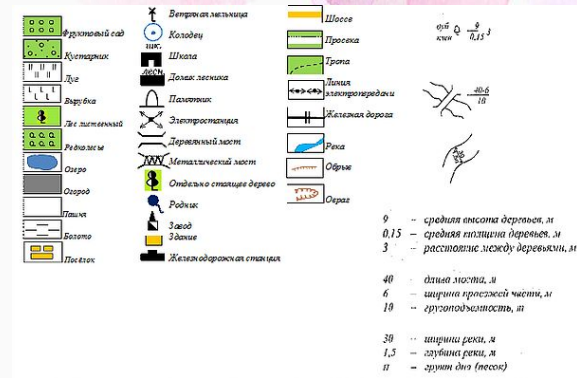 Фруктовый сад
Кустарник
Луг
Вырубка
Лес лиственный
Редколесье
Озеро
Огород
Пашня
Болото
Посёлок
Ветряная мельница
Колодец
шк.
Школа
лесн.
Домик лесника
Памятник
Электростанция
Деревянный мост
Металлический мост
Отдельно стоящее дерево
Родник
Завод
Здание
Железнодорожная станция
Шоссе
Просека
Тропа
Линия
электропередачи
Железная дорога
Река
Обрыв
Овраг
дуб
клен
9
0,15
3
40-6
10
9 – средняя высота деревьев, м
0,15 – средняя толщина деревьев, м
3 – расстояние между деревьями, м
40 – длина моста, м
6 – ширина проезжей части, м
10 – грузоподъемность, т
30 – ширина реки, м
1,5 – глубина реки, м
п – грунт дна (песок)